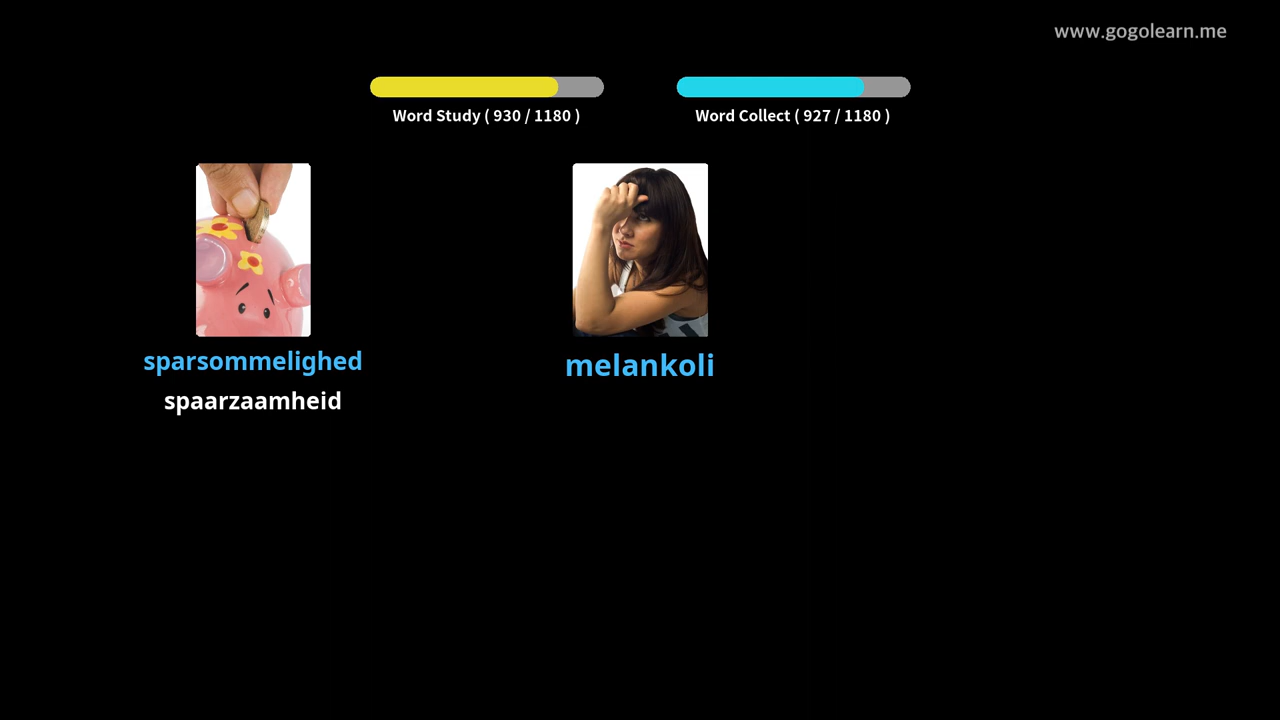 www.gogolearn.me
Word Study ( 930 / 1180 )
Word Collect ( 927 / 1180 )
sparsommelighed
spaarzaamheid
melankoli